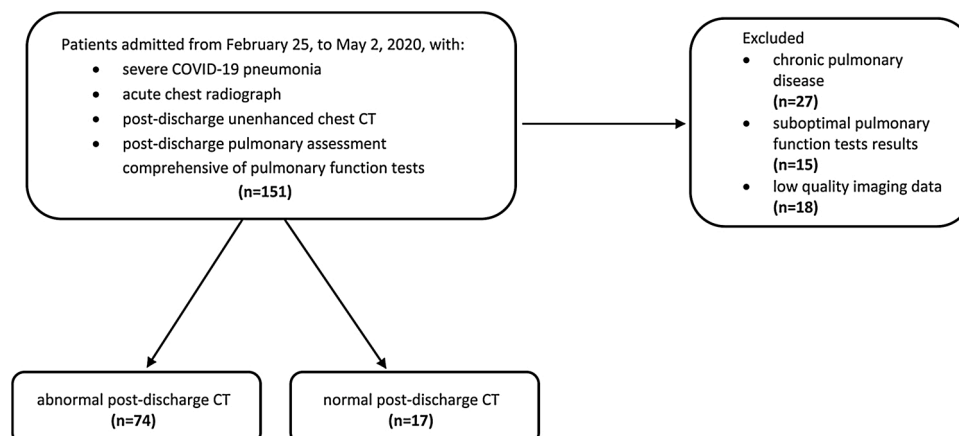 Patients admitted from February 25, to May 2, 2020, with:
• severe COVID-19 pneumonia
• acute chest radiograph
• post-discharge unenhanced chest CT
• post-discharge pulmonary assessment
comprehensive of pulmonary function tests
(n=151)
Excluded
• chronic pulmonary
disease
(n=27)
• suboptimal pulmonary
function tests results
(n=15)
• low quality imaging data
(n=18)
abnormal post-discharge CT
(n=74)
normal post-discharge CT
(n=17)